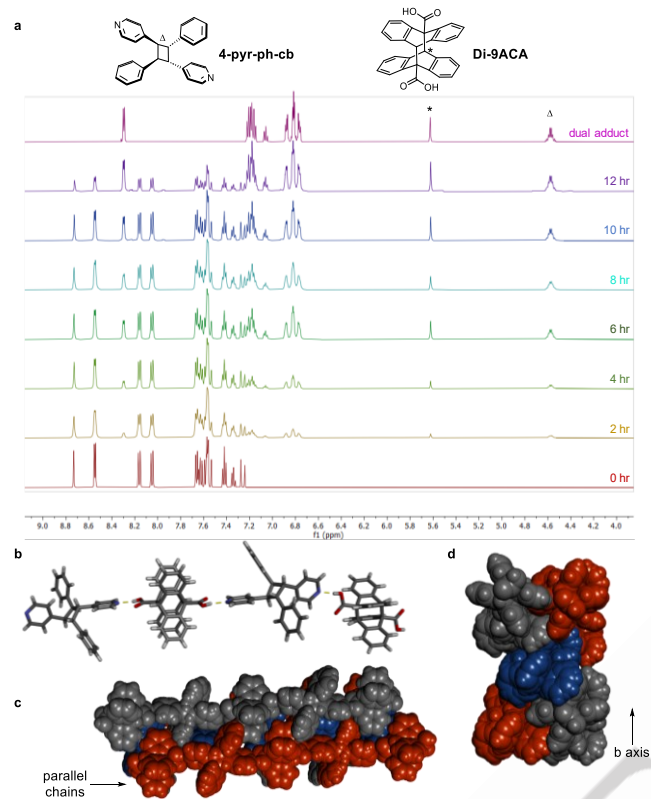 a
N
Δ
N
4-pyr-ph-cb
HO
O
*
O
OH
Di-9ACA
*
Δ
dual adduct
12 hr
10 hr
8 hr
6 hr
4 hr
2 hr
0 hr
9.0 8.8 8.6 8.4 8.2 8.0 7.8 7.6 7.4 7.2 7.0 6.8 6.6 6.4 6.2 6.0 5.8 5.6 5.4 5.2 5.0 4.8 4.6 4.4 4.2 4.0
f1 (ppm)
b
d
c
parallel
chains
b axis